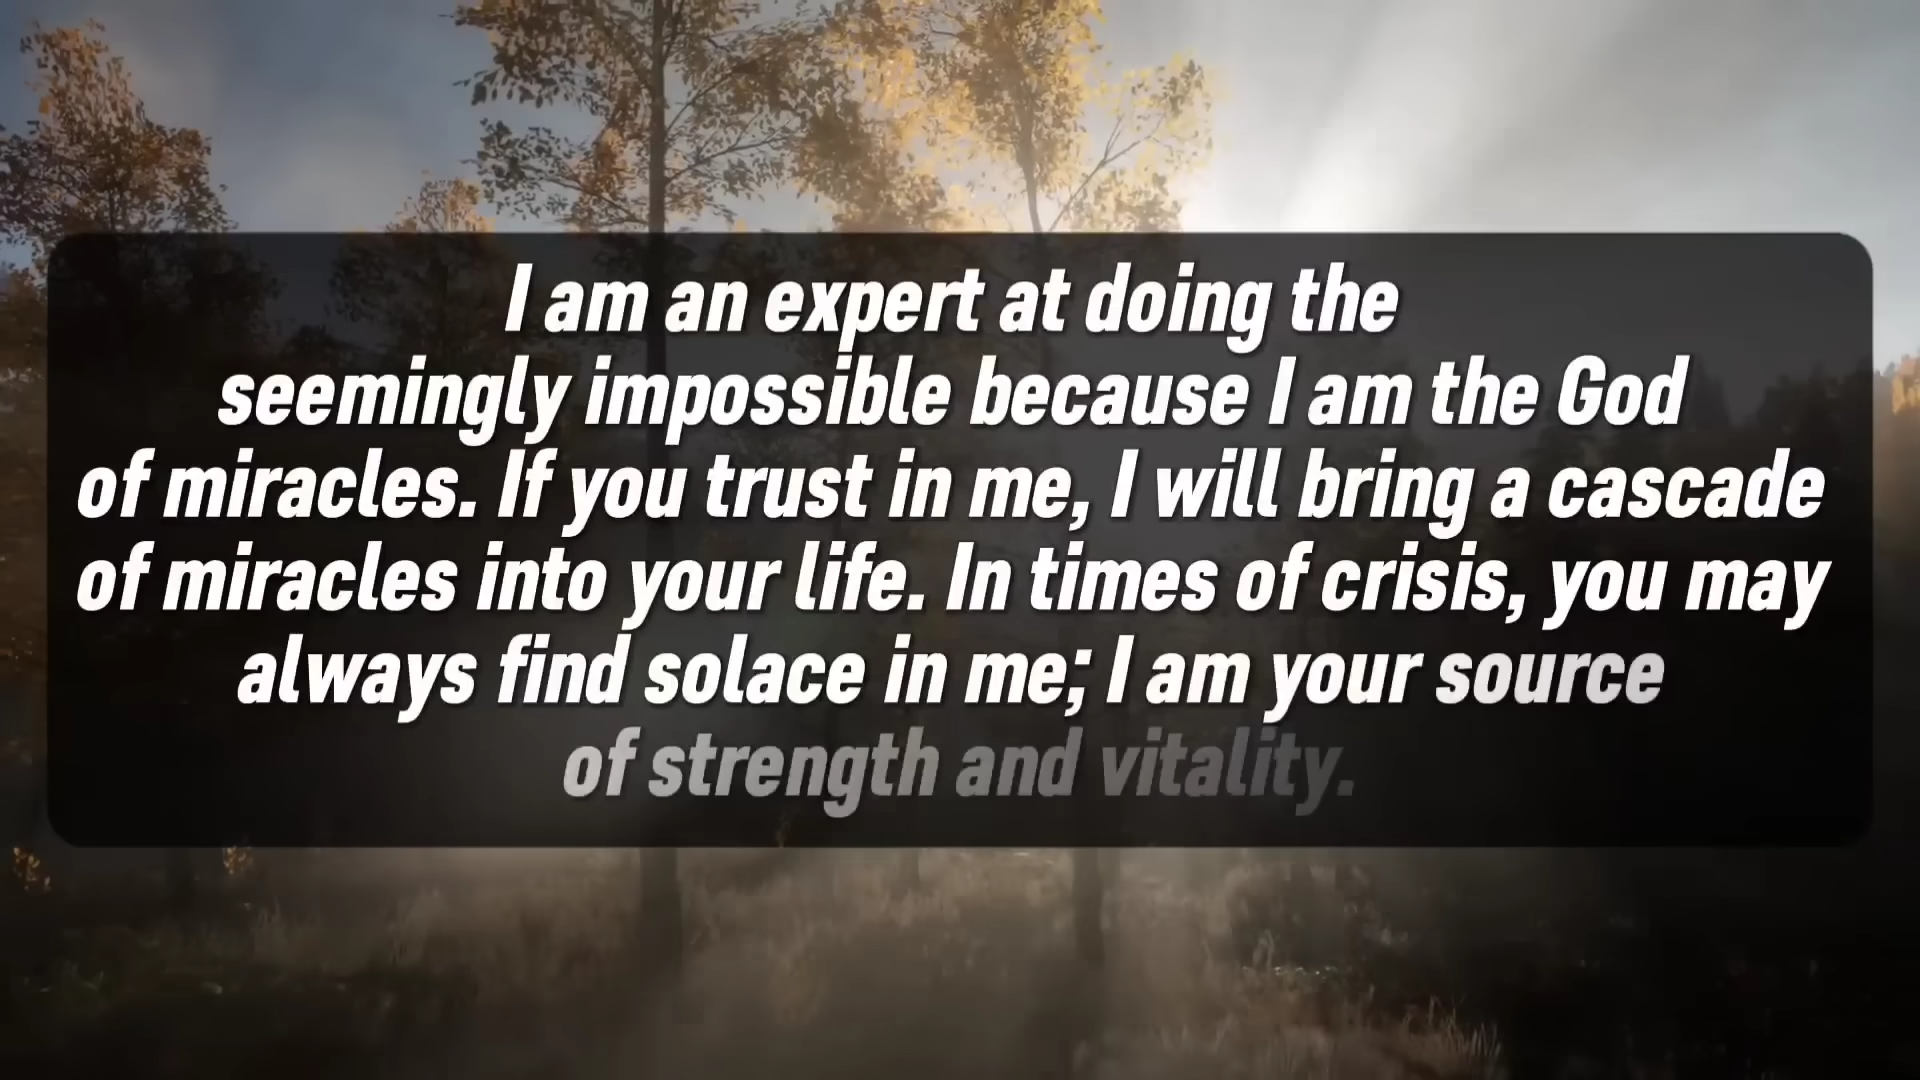 I am an expert at doing the
seemingly impossible because I am the God
of miracles. If you trust in me, I will bring a cascade
of miracles into your life. In times of crisis, you may
always find solace in me; I am your source
of strength and vitality.